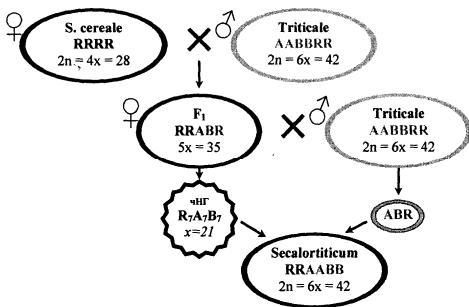 S. cereale
RRRR
2n = 4x = 28
Triticale
AABBRR
2n = 6x = 42
F₁
RRABR
5x = 35
Triticale
AABBRR
2n = 6x = 42
чНГ
R₇A₇B₇
x=21
ABR
Secalortiticum
RRAABB
2n = 6x = 42